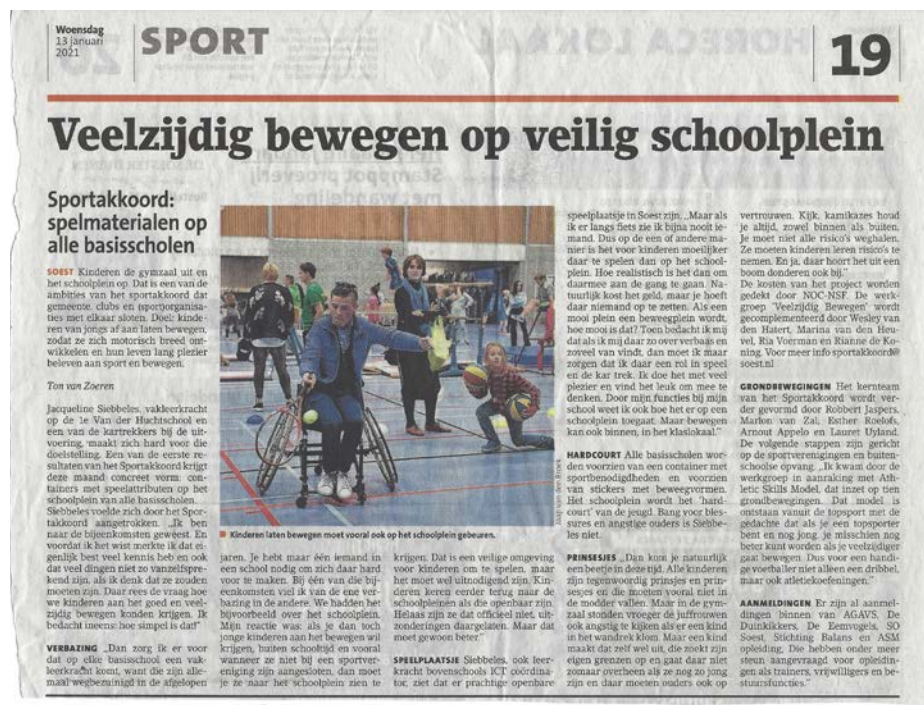 Woensdag
13 januari
2021
SPORT
19
Veelzijdig bewegen op veilig schoolplein
Sportakkoord:
spelmaterialen op
alle basisscholen
SOEST Kinderen de gymzaal uit en
het schoolplein op. Dat is een van de
ambities van het sportakkoord dat
gemeente, clubs en (sport)organisa-
ties met elkaar sloten. Doel: kinde-
ren van jongs af aan laten bewegen,
zodat ze zich motorisch breed ont-
wikkelen en hun leven lang plezier
beleven aan sport en bewegen.
Ton van Zoeren
Jacqueline Siebbeles, vakleerkracht
op de 1e Van der Huchtschool en
een van de kartrekkers bij de uit-
voering, maakt zich hard voor die
doelstelling. Een van de eerste re-
sultaten van het Sportakkoord krijgt
deze maand concreet vorm: con-
tainers met speelattributen op het
schoolplein van alle basisscholen.
Siebbeles voelde zich door het Spor-
takkoord aangetrokken. „Ik ben
naar de bijeenkomsten geweest. En
voordat ik het wist merkte ik dat ei-
genlijk best veel kennis heb en ook
dat veel dingen niet zo vanzelfspre-
kend zijn, als ik denk dat ze zouden
moeten zijn. Daar rees de vraag hoe
we kinderen aan het goed en veel-
zijdig bewegen konden krijgen. Ik
bedacht ineens: hoe simpel is dat!"
VERBAZING „Dan zorg ik er voor
dat op elke basisschool een vak-
leerkracht komt, want die zijn alle-
maal wegbezuinigd in de afgelopen
Kinderen laten bewegen moet vooral ook op het schoolplein gebeuren.
Jaap van den Broek
jaren. Je hebt maar één iemand in
een school nodig om zich daar hard
voor te maken. Bij één van die bij-
eenkomsten viel ik van de ene ver-
bazing in de andere. We hadden het
bijvoorbeeld over het schoolplein.
Mijn reactie was: als je dan toch
jonge kinderen aan het bewegen wil
krijgen, buiten schooltijd en vooral
wanneer ze niet bij een sportver-
eniging zijn aangesloten, dan moet
je ze naar het schoolplein zien te
krijgen. Dat is een veilige omgeving
voor kinderen om te spelen, maar
het moet wel uitnodigend zijn. Kin-
deren keren eerder terug naar de
schoolpleinen als die openbaar zijn.
Helaas zijn ze dat officieel niet, uit-
zonderingen daargelaten. Maar dat
moet gewoon beter."
SPEELPLAATSJE Siebbeles, ook leer-
kracht bovenschools ICT coördina-
tor, ziet dat er prachtige openbare
speelplaatsje in Soest zijn. „Maar als
ik er langs fiets zie ik bijna nooit ie-
mand. Dus op de een of andere ma-
nier is het voor kinderen moeilijker
daar te spelen dan op het school-
plein. Hoe realistisch is het dan om
daarmee aan de gang te gaan. Na-
tuurlijk kost het geld, maar je hoeft
daar niemand op te zetten. Als een
mooi plein een beweegplein wordt,
hoe mooi is dat? Toen bedacht ik mij
dat als ik mij daar zo over verbaas en
zoveel van vindt, dan moet ik maar
zorgen dat ik daar een rol in speel
en de kar trek. Ik doe het met veel
plezier en vind het leuk om mee te
denken. Door mijn functies bij mijn
school weet ik ook hoe het er op een
schoolplein toegaat. Maar bewegen
kan ook binnen, in het klaslokaal."
HARDCOURT Alle basisscholen wor-
den voorzien van een container met
sportbenodigdheden en voorzien
van stickers met beweegvormen.
Het schoolplein wordt het 'hard-
court' van de jeugd. Bang voor bles-
sures en angstige ouders is Siebbe-
les niet.
PRINSESJES „Dan kom je natuurlijk
een beetje in deze tijd. Alle kinderen
zijn tegenwoordig prinsjes en prin-
sesjes en die moeten vooral niet in
de modder vallen. Maar in de gym-
zaal stonden vroeger de juffrouwen
ook angstig te kijken als er een kind
in het wandrek klom. Maar een kind
maakt dat zelf wel uit, die zoekt zijn
eigen grenzen op en gaat daar niet
zomaar overheen als ze nog zo jong
zijn en daar moeten ouders ook op
vertrouwen. Kijk, kamikazes houd
je altijd, zowel binnen als buiten.
Je moet niet alle risico's weghalen.
Ze moeten kinderen leren risico's te
nemen. En ja, daar hoort het uit een
boom donderen ook bij."
De kosten van het project worden
gedekt door NOC-NSF. De werk-
groep "Veelzijdig Bewegen" wordt
gecomplementeerd door Wesley van
den Hatert, Marina van den Heu-
vel, Ria Voerman en Rianne de Ko-
ning. Voor meer info sportakkoord@
soest.nl
GRONDBEWEGINGEN Het kernteam
van het Sportakkoord wordt ver-
der gevormd door Robbert Jaspers,
Marlon van Zal, Esther Roelofs,
Arnout Appelo en Lauret Uyland.
De volgende stappen zijn gericht
op de sportverenigingen en buiten-
schoolse opvang. „Ik kwam door de
werkgroep in aanraking met Ath-
letic Skills Model, dat inzet op tien
grondbewegingen. Dat model is
ontstaan vanuit de topsport met de
gedachte dat als je een topsporter
bent en nog jong, je misschien nog
beter kunt worden als je veelzijdiger
gaat bewegen. Dus voor een handi-
ge voetballer niet alleen een dribbel,
maar ook atletiekoefeningen."
AANMELDINGEN Er zijn al aanmel-
dingen binnen van AGAVS, De
Duinkikkers, De Eemvogels, SO
Soest, Stichting Balans en ASM
opleiding. Die hebben onder meer
steun aangevraagd voor opleidin-
gen als trainers, vrijwilligers en be-
stuursfuncties."